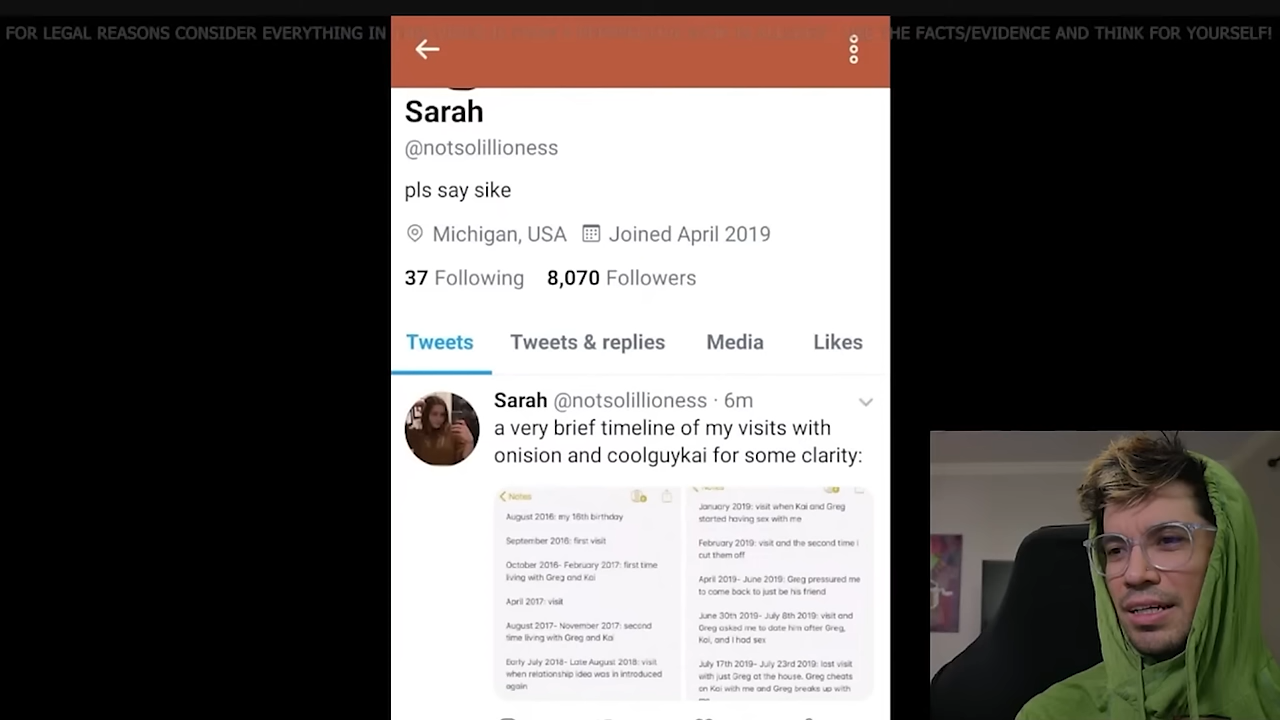 FOR LEGAL REASONS CONSIDER EVERYTHING IN
THE FACTS/EVIDENCE AND THINK FOR YOURSELF!
Sarah
@notsolillioness
pls say sike
Michigan, USA Joined April 2019
37 Following 8,070 Followers
Tweets Tweets & replies Media Likes
Sarah @notsolillioness · 6m
a very brief timeline of my visits with
onision and coolguykai for some clarity:
Notes
August 2016: my 16th birthday
September 2016: first visit
October 2016- February 2017: first time
living with Greg and Kai
April 2017: visit
August 2017- November 2017: second
time living with Greg and Kai
Early July 2018- Late August 2018: visit
when relationship idea was in introduced
again
Notes
January 2019: visit when Kai and Greg
started having sex with me
February 2019: visit and the second time I
cut them off
April 2019- June 2019: Greg pressured me
to come back to just be his friend
June 30th 2019- July 8th 2019: visit and
Greg asked me to date him after Greg,
Kai, and I had sex
July 17th 2019- July 23rd 2019: last visit
with just Greg at the house. Greg cheats
on Kai with me and Greg breaks up with